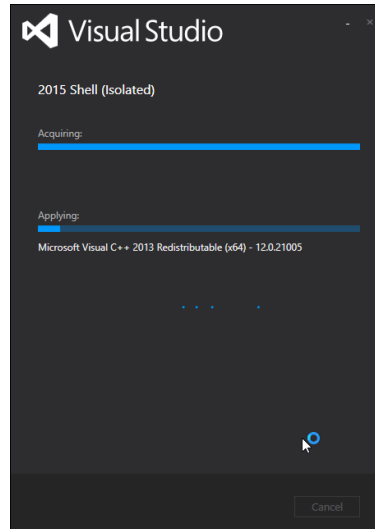 Visual Studio
2015 Shell (Isolated)
Acquiring:
Applying:
Microsoft Visual C++ 2013 Redistributable (x64) - 12.0.21005
Cancel